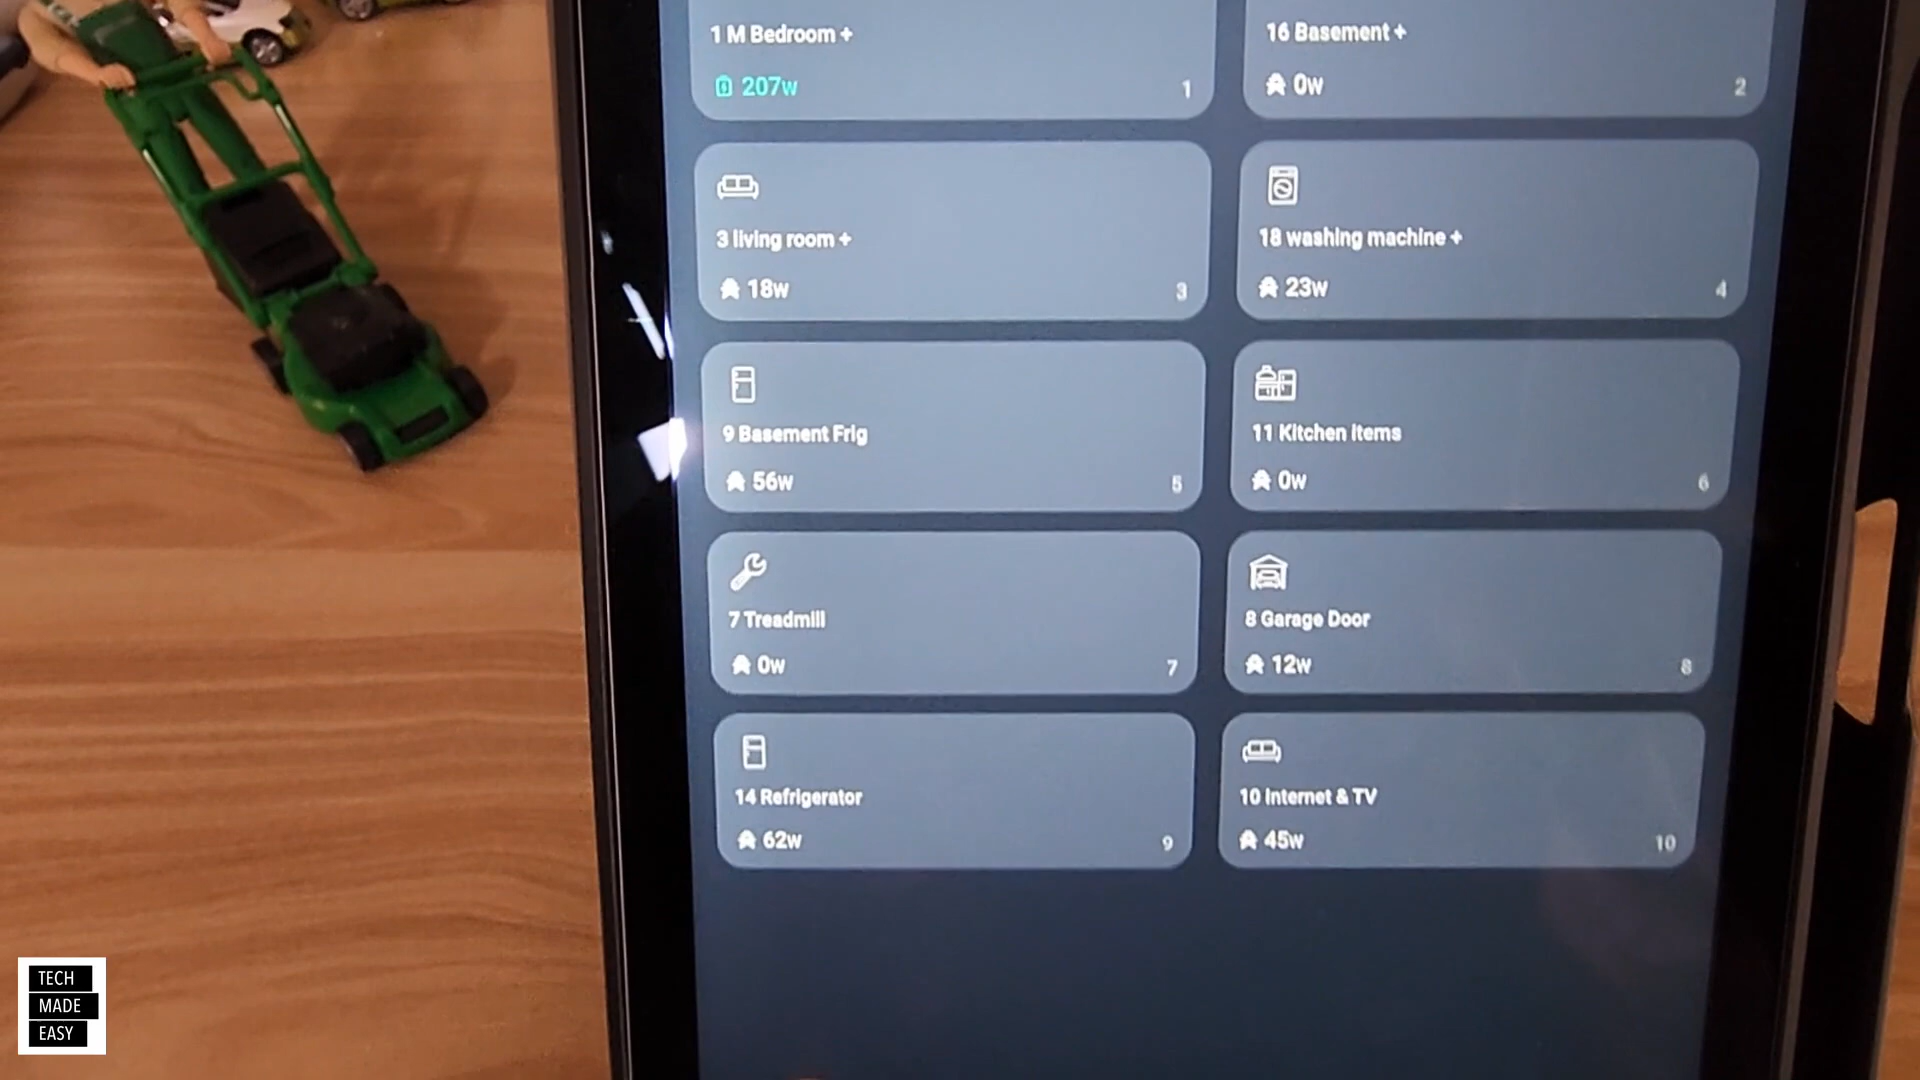 1 M Bedroom +
207w
1
16 Basement +
0w
2
3 living room +
18w
3
18 washing machine +
23w
4
9 Basement Frig
56w
5
11 Kitchen items
0w
6
7 Treadmill
0w
7
8 Garage Door
12w
8
14 Refrigerator
62w
9
10 Internet & TV
45w
10
TECH
MADE
EASY